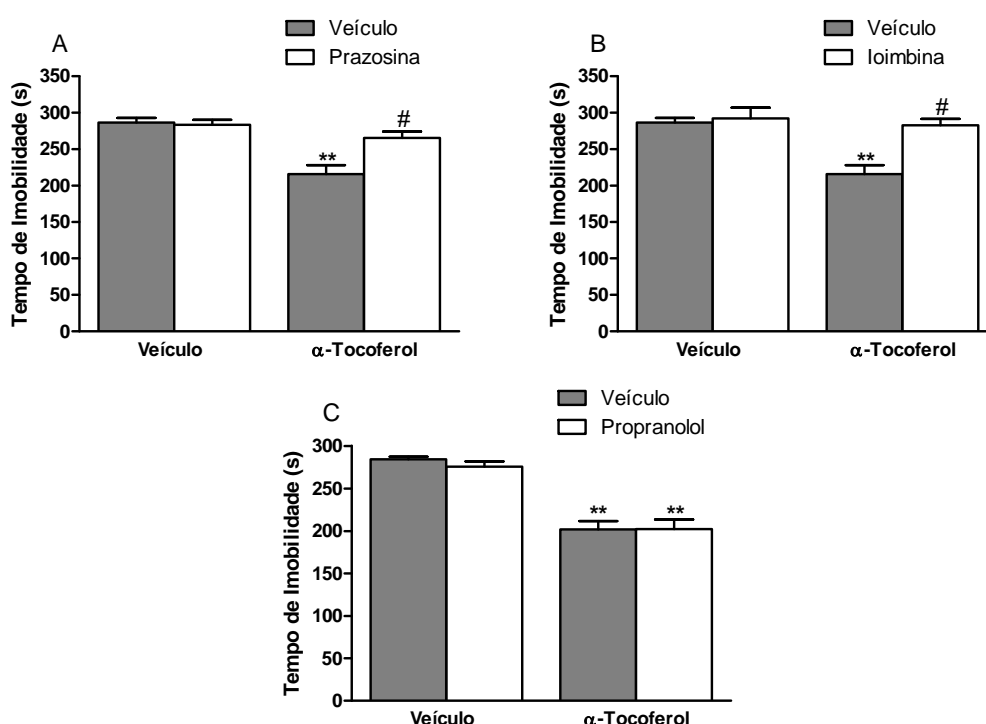 A
Veículo
Prazosina
Tempo de Imobilidade (s)
350
300
250
200
150
100
50
0
**
#
Veículo
α-Tocoferol
B
Veículo
Ioimbina
Tempo de Imobilidade (s)
350
300
250
200
150
100
50
0
**
#
Veículo
α-Tocoferol
C
Veículo
Propranolol
Tempo de Imobilidade (s)
300
250
200
150
100
50
0
**
**
Veículo
α-Tocoferol